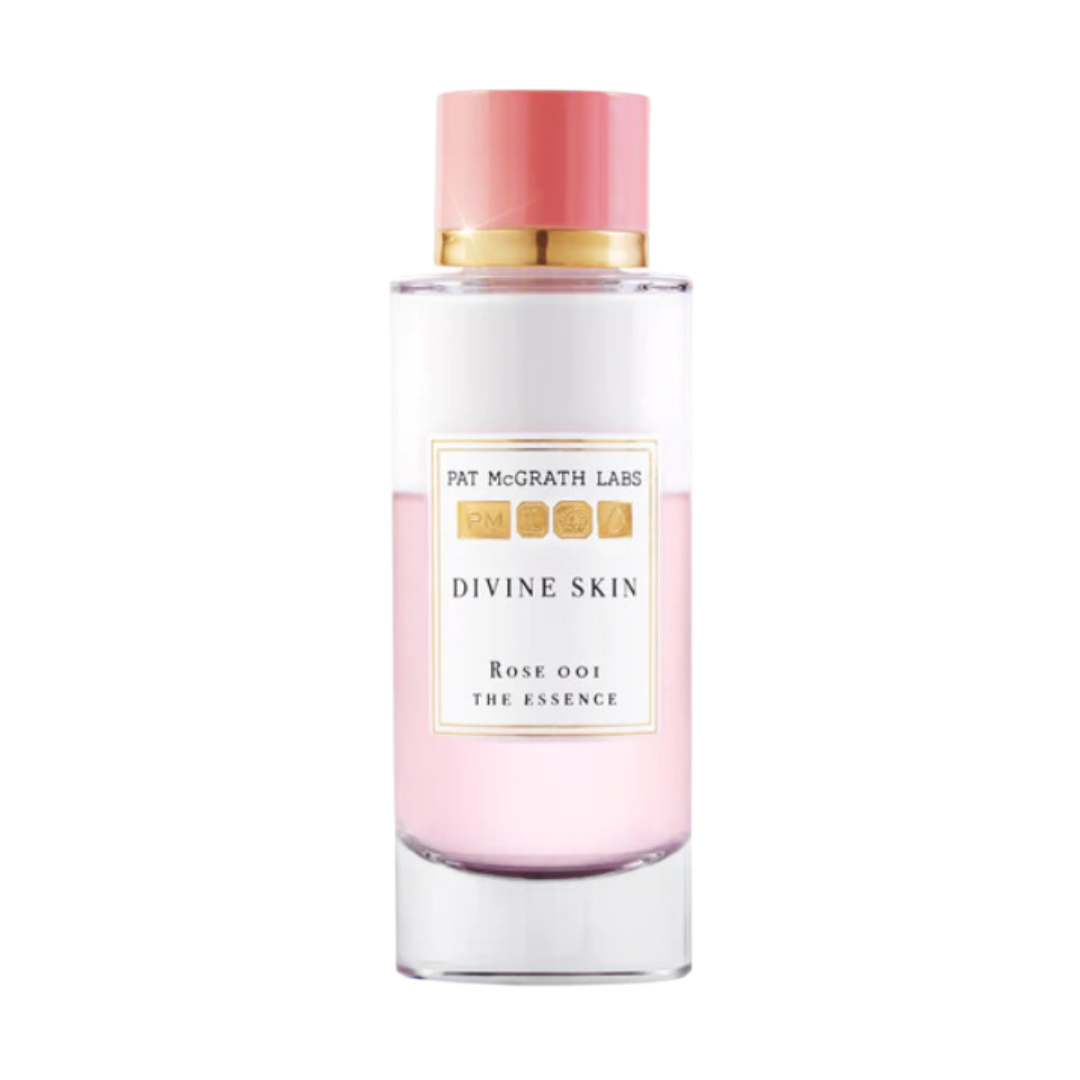 PAT McGRATH LABS
PM
DIVINE SKIN
ROSE 001
THE ESSENCE